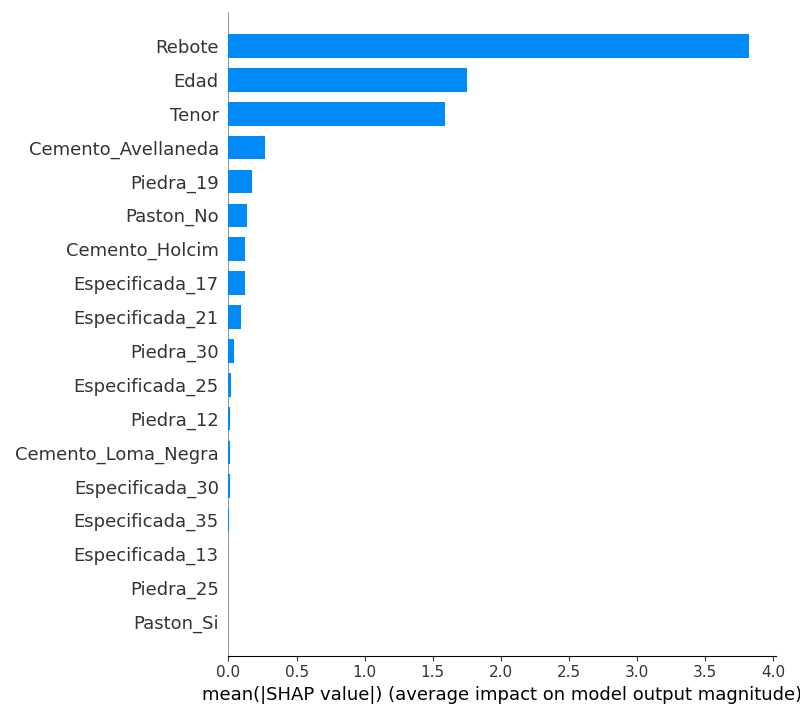 Rebote
Edad
Tenor
Cemento_Avellaneda
Piedra_19
Paston_No
Cemento_Holcim
Especificada_17
Especificada_21
Piedra_30
Especificada_25
Piedra_12
Cemento_Loma_Negra
Especificada_30
Especificada_35
Especificada_13
Piedra_25
Paston_Si
0.0 0.5 1.0 1.5 2.0 2.5 3.0 3.5 4.0
mean(|SHAP value|) (average impact on model output magnitude)